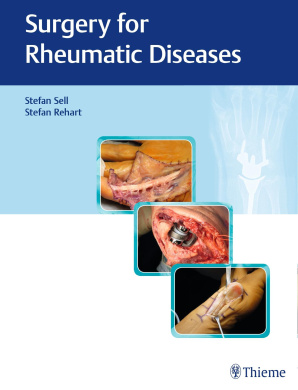 Surgery for
Rheumatic Diseases
Stefan Sell
Stefan Rehart
Thieme